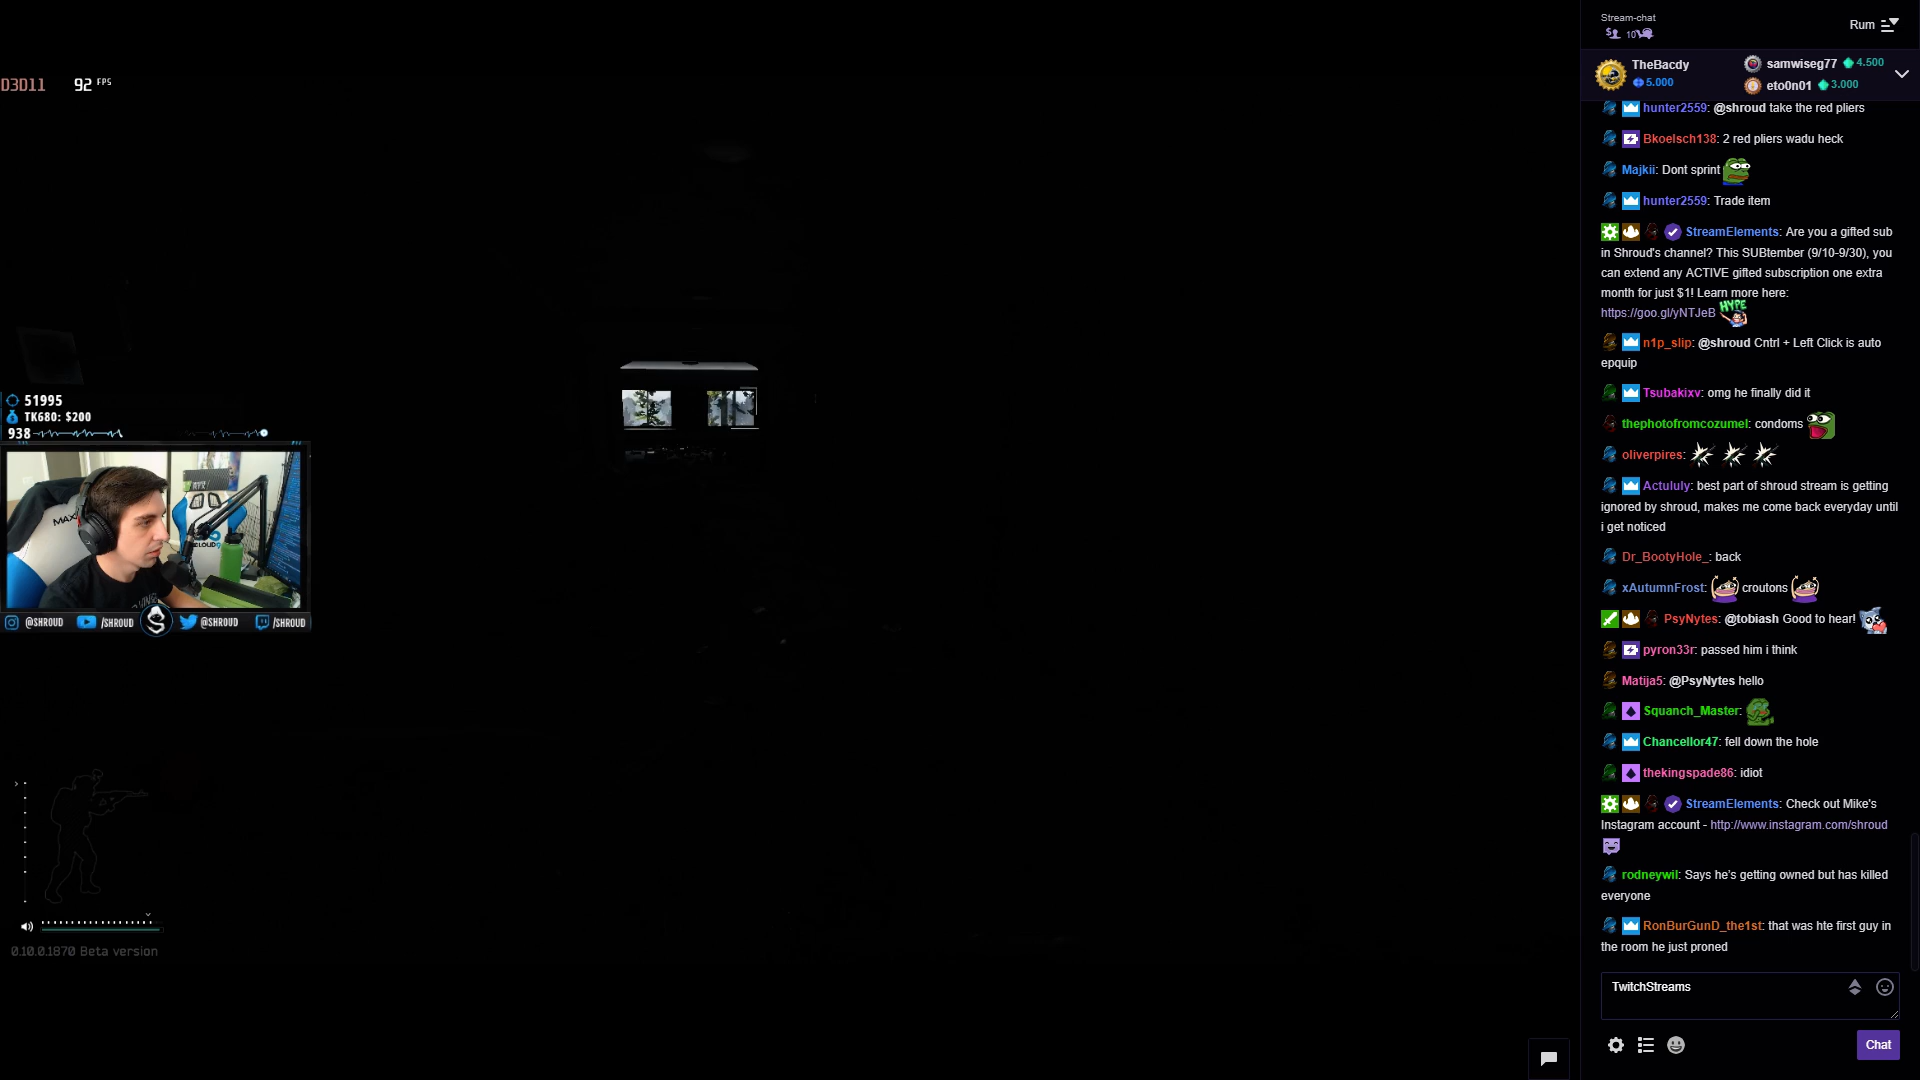 D3D11 92 FPS
51995
TK680: $200
938
MAX
CLOUD9
@SHROUD /SHROUD @SHROUD /SHROUD
0.10.0.1870 Beta version
Stream-chat
Rum
TheBacdy
5.000
samwiseg77 4.500
eto0n01 3.000
hunter2559: @shroud take the red pliers
Bkoelsch138: 2 red pliers wadu heck
Majkii: Dont sprint
hunter2559: Trade item
StreamElements: Are you a gifted sub
in Shroud's channel? This SUBtember (9/10-9/30), you
can extend any ACTIVE gifted subscription one extra
month for just $1! Learn more here:
https://goo.gl/yNTJeB HYPE
n1p_slip: @shroud Cntrl + Left Click is auto
epquip
Tsubakixv: omg he finally did it
thephotofromcozumel: condoms
oliverpires:
Actululy: best part of shroud stream is getting
ignored by shroud, makes me come back everyday until
i get noticed
Dr_BootyHole_: back
xAutumnFrost: croutons
PsyNytes: @tobiash Good to hear!
pyron33r: passed him i think
Matija5: @PsyNytes hello
Squanch_Master:
Chancellor47: fell down the hole
thekingspade86: idiot
StreamElements: Check out Mike's
Instagram account - http://www.instagram.com/shroud
rodneywil: Says he's getting owned but has killed
everyone
RonBurGunD_the1st: that was hte first guy in
the room he just proned
TwitchStreams
Chat